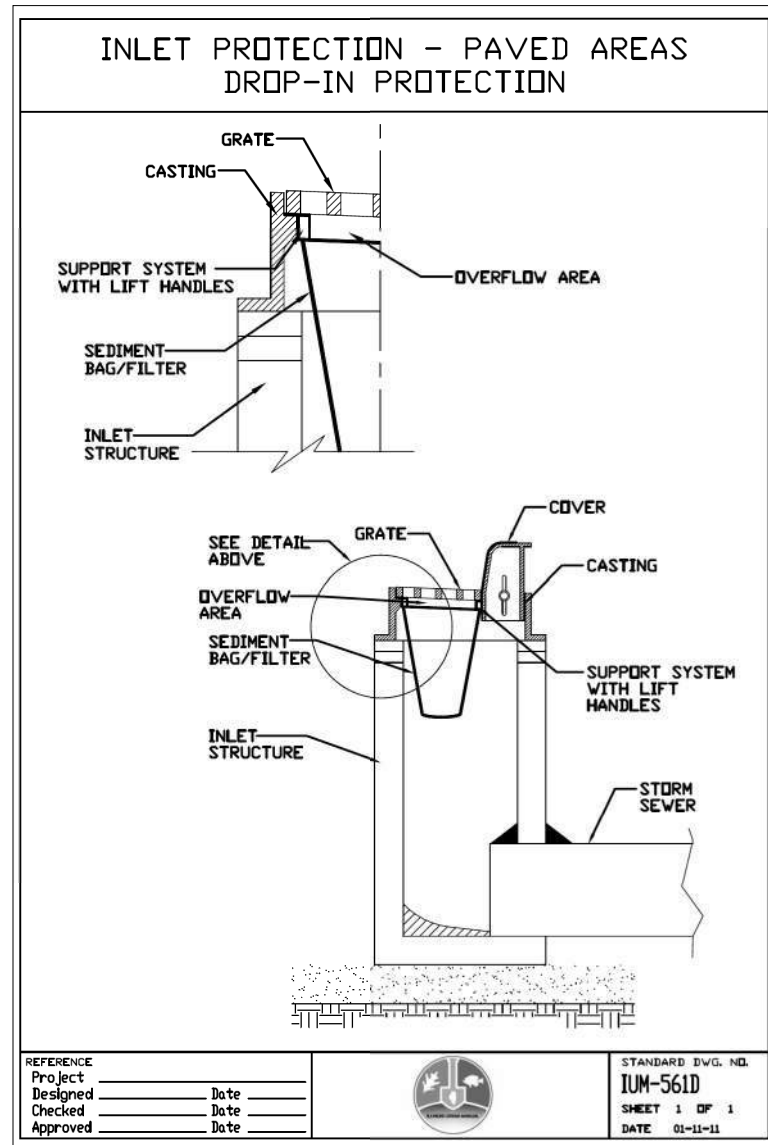 INLET PROTECTION - PAVED AREAS
DROP-IN PROTECTION
GRATE
CASTING
SUPPORT SYSTEM
WITH LIFT HANDLES
OVERFLOW AREA
SEDIMENT
BAG/FILTER
INLET
STRUCTURE
COVER
SEE DETAIL
ABOVE
GRATE
CASTING
OVERFLOW
AREA
SEDIMENT
BAG/FILTER
SUPPORT SYSTEM
WITH LIFT
HANDLES
INLET
STRUCTURE
STORM
SEWER
REFERENCE
Project
Designed Date
Checked Date
Approved Date
STANDARD DWG. NO.
IUM-561D
SHEET 1 OF 1
DATE 01-11-11